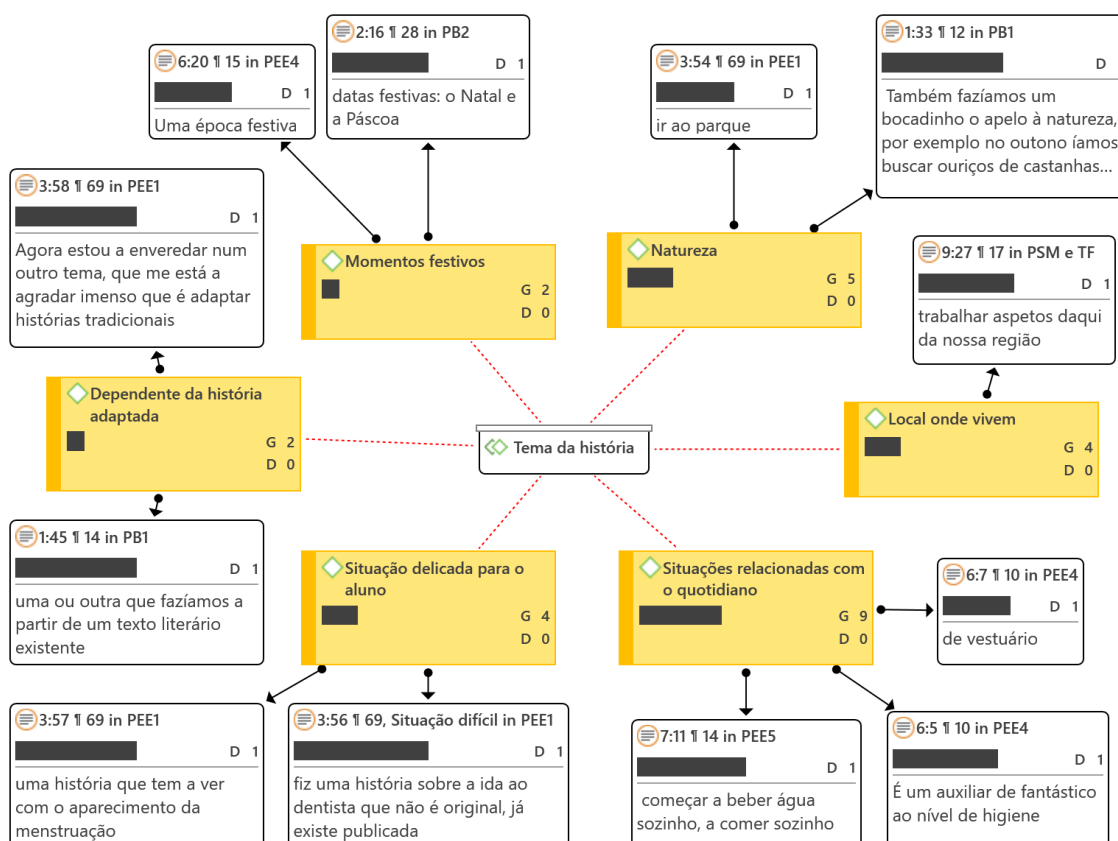 2:16 ¶ 28 in PB2
D 1
datas festivas: o Natal e
a Páscoa
6:20 ¶ 15 in PEE4
D 1
Uma época festiva
3:54 ¶ 69 in PEE1
D 1
ir ao parque
1:33 ¶ 12 in PB1
D
Também fazíamos um
bocadinho o apelo à natureza,
por exemplo no outono íamos
buscar ouriços de castanhas...
3:58 ¶ 69 in PEE1
D 1
Agora estou a enveredar num
outro tema, que me está a
agradar imenso que é adaptar
histórias tradicionais
Momentos festivos
G 2
D 0
Natureza
G 5
D 0
9:27 ¶ 17 in PSM e TF
D 1
trabalhar aspetos daqui
da nossa região
Dependente da história
adaptada
G 2
D 0
Tema da história
Local onde vivem
G 4
D 0
1:45 ¶ 14 in PB1
D 1
uma ou outra que fazíamos a
partir de um texto literário
existente
Situação delicada para o
aluno
G 4
D 0
Situações relacionadas com
o quotidiano
G 9
D 0
6:7 ¶ 10 in PEE4
D 1
de vestuário
3:57 ¶ 69 in PEE1
D 1
uma história que tem a ver
com o aparecimento da
menstruação
3:56 ¶ 69, Situação difícil in PEE1
D 1
fiz uma história sobre a ida ao
dentista que não é original, já
existe publicada
7:11 ¶ 14 in PEE5
D 1
começar a beber água
sozinho, a comer sozinho
6:5 ¶ 10 in PEE4
D 1
É um auxiliar de fantástico
ao nível de higiene